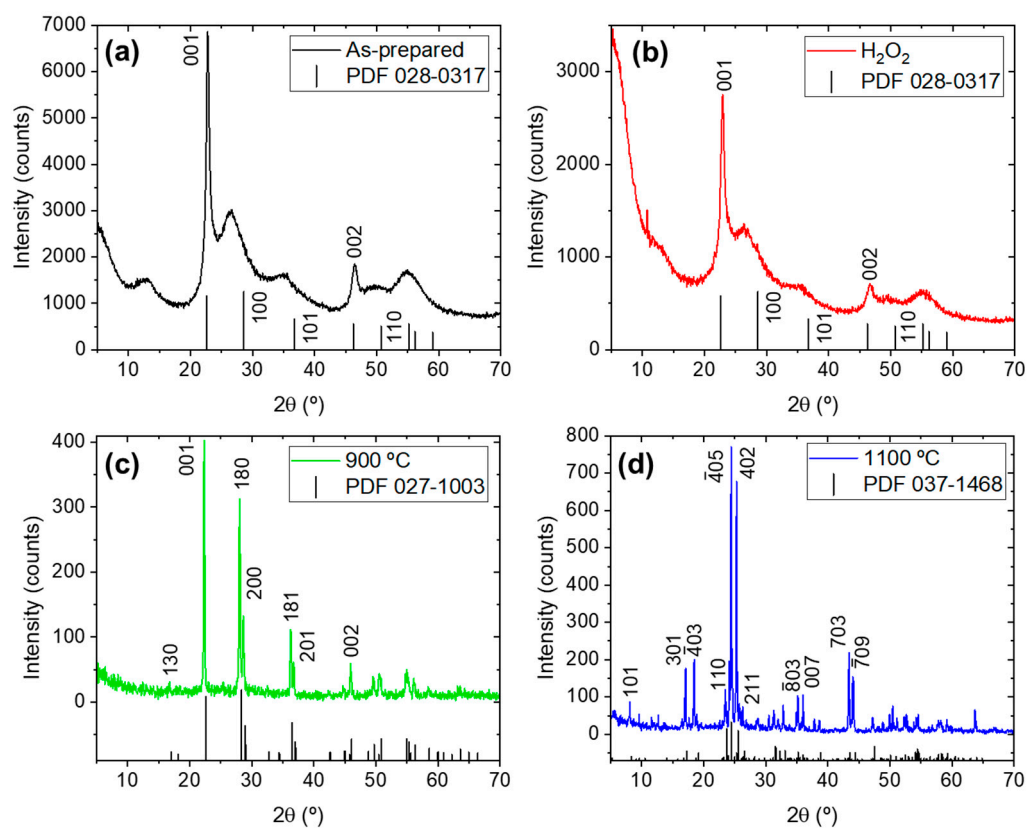 (a)
As-prepared
PDF 028-0317
001
100
101
002
110
7000
6000
5000
4000
3000
2000
1000
0
Intensity (counts)
10 20 30 40 50 60 70
2θ (º)
(b)
H₂O₂
PDF 028-0317
001
100
101
002
110
3000
2000
1000
0
Intensity (counts)
10 20 30 40 50 60 70
2θ (º)
(c)
900 ºC
PDF 027-1003
130
001
180
200
181
201
002
400
300
200
100
0
Intensity (counts)
10 20 30 40 50 60 70
2θ (º)
(d)
1100 ºC
PDF 037-1468
101
301
4̅03
110
4̅05
402
211
8̅03
007
703
7̅09
800
700
600
500
400
300
200
100
0
Intensity (counts)
10 20 30 40 50 60 70
2θ (º)